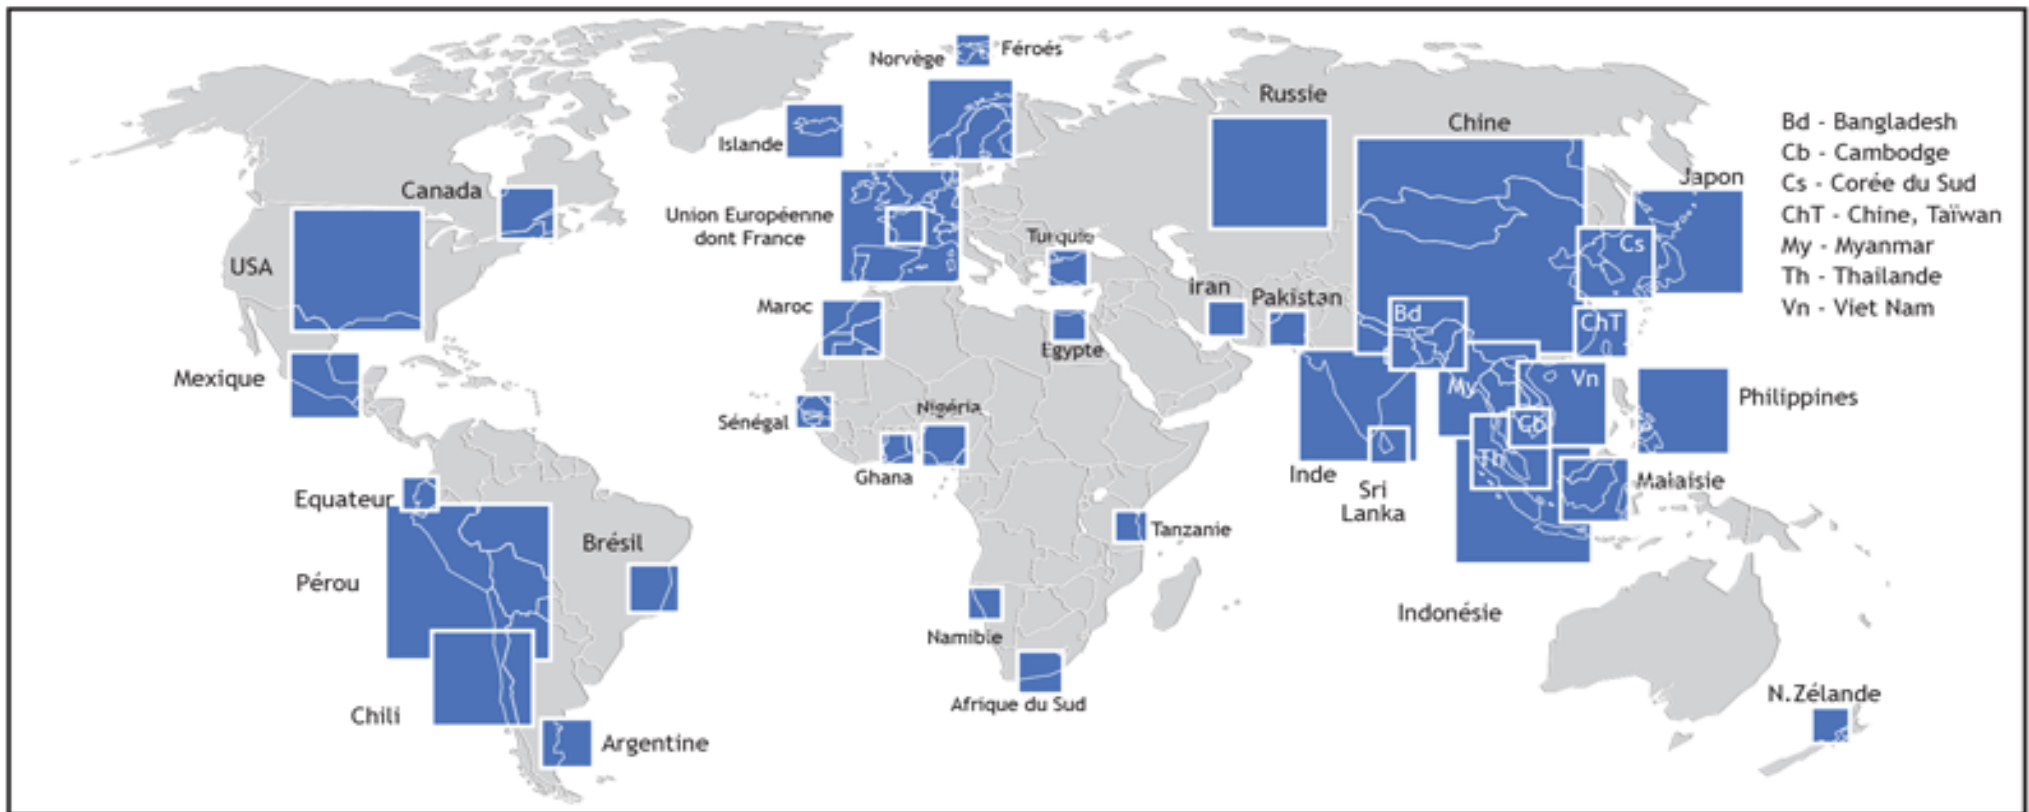 Norvège
Féroés
Russie
Chine
Islande
Canada
Union Européenne
dont France
Japon
Bd - Bangladesh
Cb - Cambodge
Cs - Corée du Sud
ChT - Chine, Taïwan
My - Myanmar
Th - Thailande
Vn - Viet Nam
USA
Turquie
Cs
Maroc
Iran
Pakistan
Bd
ChT
Egypte
Mexique
My
Vn
Philippines
Sénégal
Nigéria
Cb
Ghana
Th
Inde
Sri
Lanka
Malaisie
Equateur
Brésil
Tanzanie
Pérou
Indonésie
Namible
Afrique du Sud
N.Zélande
Chili
Argentine